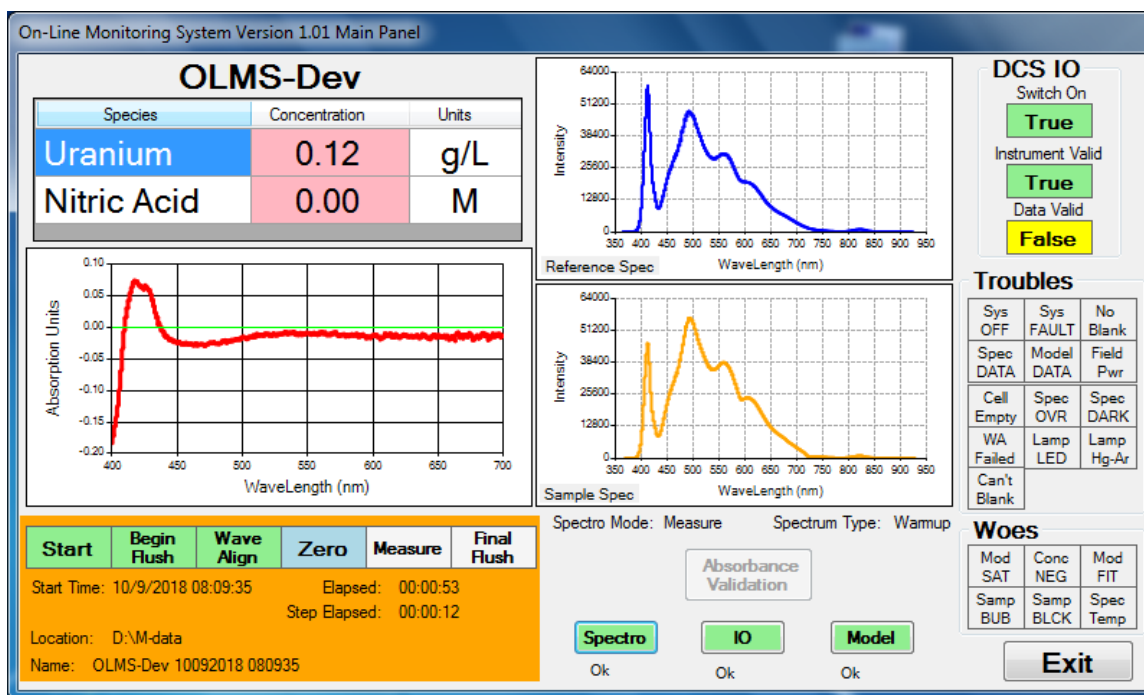 On-Line Monitoring System Version 1.01 Main Panel
OLMS-Dev
Species Concentration Units
Uranium 0.12 g/L
Nitric Acid 0.00 M
0.10
0.05
0.00
-0.05
-0.10
-0.15
-0.20
Absorption Units
400 450 500 550 600 650 700
WaveLength (nm)
64000
51200
38400
25600
12800
0
Intensity
350 400 450 500 550 600 650 700 750 800 850 900 950
Reference Spec WaveLength (nm)
64000
51200
38400
25600
12800
0
Intensity
350 400 450 500 550 600 650 700 750 800 850 900 950
Sample Spec WaveLength (nm)
Start Begin Flush Wave Align Zero Measure Final Flush
Start Time: 10/9/2018 08:09:35 Elapsed: 00:00:53
Step Elapsed: 00:00:12
Location: D:\M-data
Name: OLMS-Dev 10092018 080935
Spectro Mode: Measure Spectrum Type: Warmup
Absorbance
Validation
Spectro IO Model
Ok Ok Ok
DCS IO
Switch On
True
Instrument Valid
True
Data Valid
False
Troubles
Sys OFF Sys FAULT No Blank
Spec DATA Model DATA Field Pwr
Cell Empty Spec OVR Spec DARK
WA Failed Lamp LED Lamp Hg-Ar
Can't Blank
Woes
Mod SAT Conc NEG Mod FIT
Samp BUB Samp BLCK Spec Temp
Exit